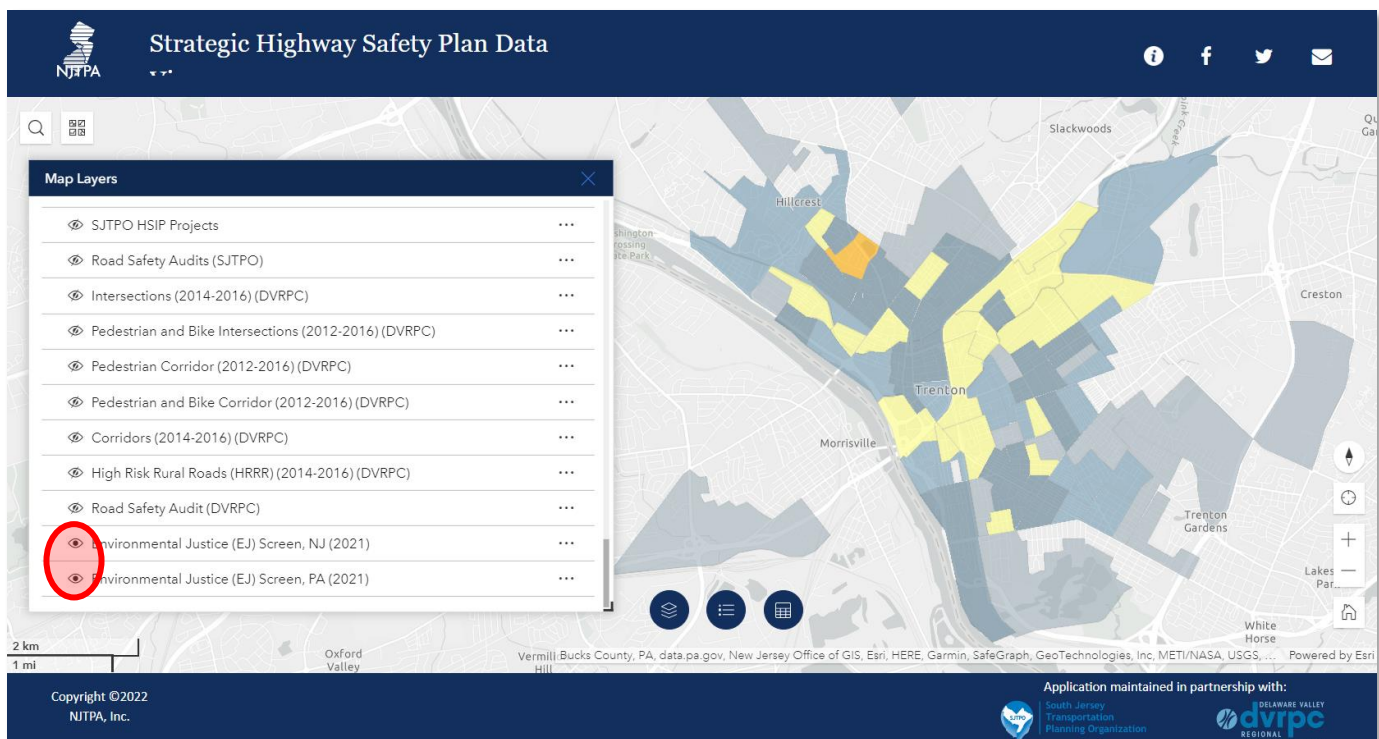 Strategic Highway Safety Plan Data
NJTPA
Map Layers
SJTPO HSIP Projects
Road Safety Audits (SJTPO)
Intersections (2014-2016) (DVRPC)
Pedestrian and Bike Intersections (2012-2016) (DVRPC)
Pedestrian Corridor (2012-2016) (DVRPC)
Pedestrian and Bike Corridor (2012-2016) (DVRPC)
Corridors (2014-2016) (DVRPC)
High Risk Rural Roads (HRRR) (2014-2016) (DVRPC)
Road Safety Audit (DVRPC)
Environmental Justice (EJ) Screen, NJ (2021)
Environmental Justice (EJ) Screen, PA (2021)
Slackwoods
Hillcrest
Creston
Trenton
Morrisville
Trenton
Gardens
White
Horse
Oxford
Valley
2 km
1 mi
Vermill
Hill
Bucks County, PA, data.pa.gov, New Jersey Office of GIS, Esri, HERE, Garmin, SafeGraph, GeoTechnologies, Inc, METI/NASA, USGS, ...
Powered by Esri
Copyright ©2022
NJTPA, Inc.
Application maintained in partnership with:
SJTPO
South Jersey
Transportation
Planning Organization
DELAWARE VALLEY
dvrpc
REGIONAL